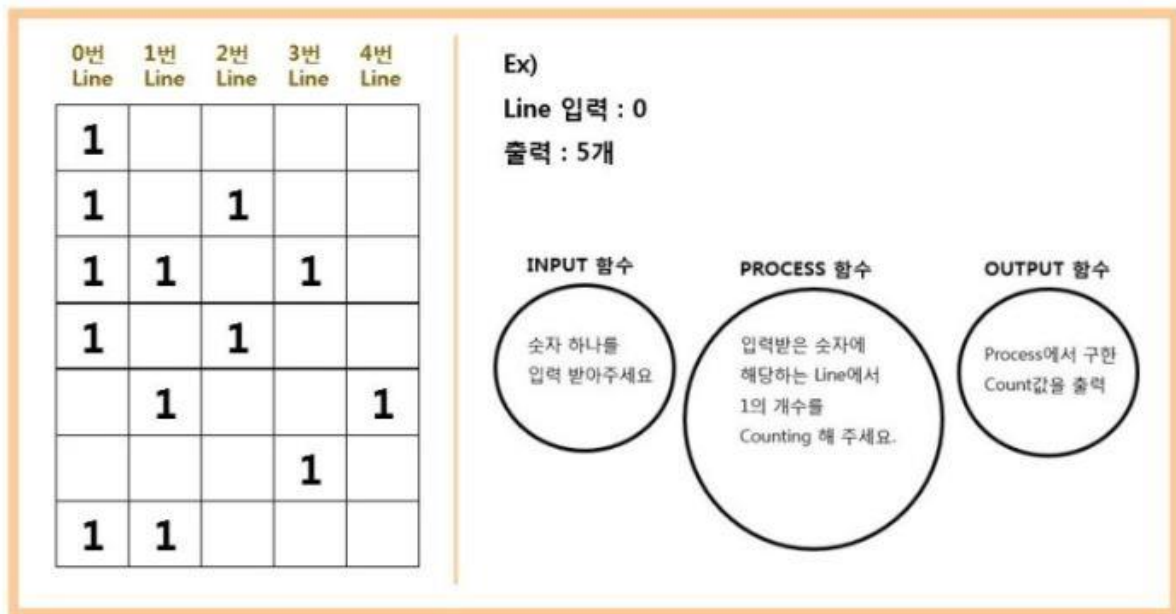 0번 1번 2번 3번 4번
Line Line Line Line Line
1
1 1
1 1 1
1 1
1 1
1
1 1
Ex)
Line 입력 : 0
출력 : 5개
INPUT 함수
숫자 하나를
입력 받아주세요
PROCESS 함수
입력받은 숫자에
해당하는 Line에서
1의 개수를
Counting 해 주세요.
OUTPUT 함수
Process에서 구한
Count값을 출력